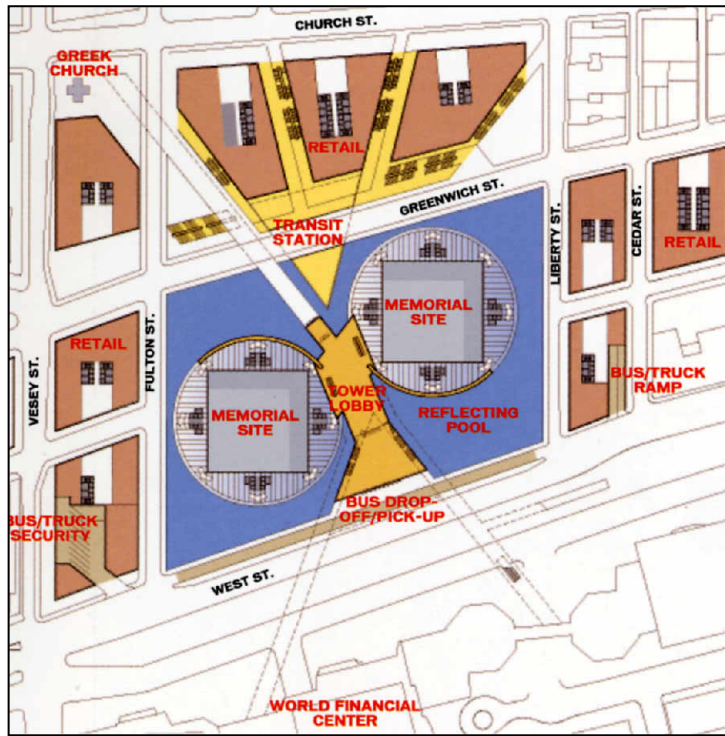 CHURCH ST.
GREEK
CHURCH
RETAIL
GREENWICH ST.
TRANSIT
STATION
LIBERTY ST.
CEDAR ST.
RETAIL
MEMORIAL
SITE
FULTON ST.
VESEY ST.
RETAIL
BUS/TRUCK
RAMP
TOWER
LOBBY
MEMORIAL
SITE
REFLECTING
POOL
BUS DROP-
OFF/PICK-UP
BUS/TRUCK
SECURITY
WEST ST.
WORLD FINANCIAL
CENTER